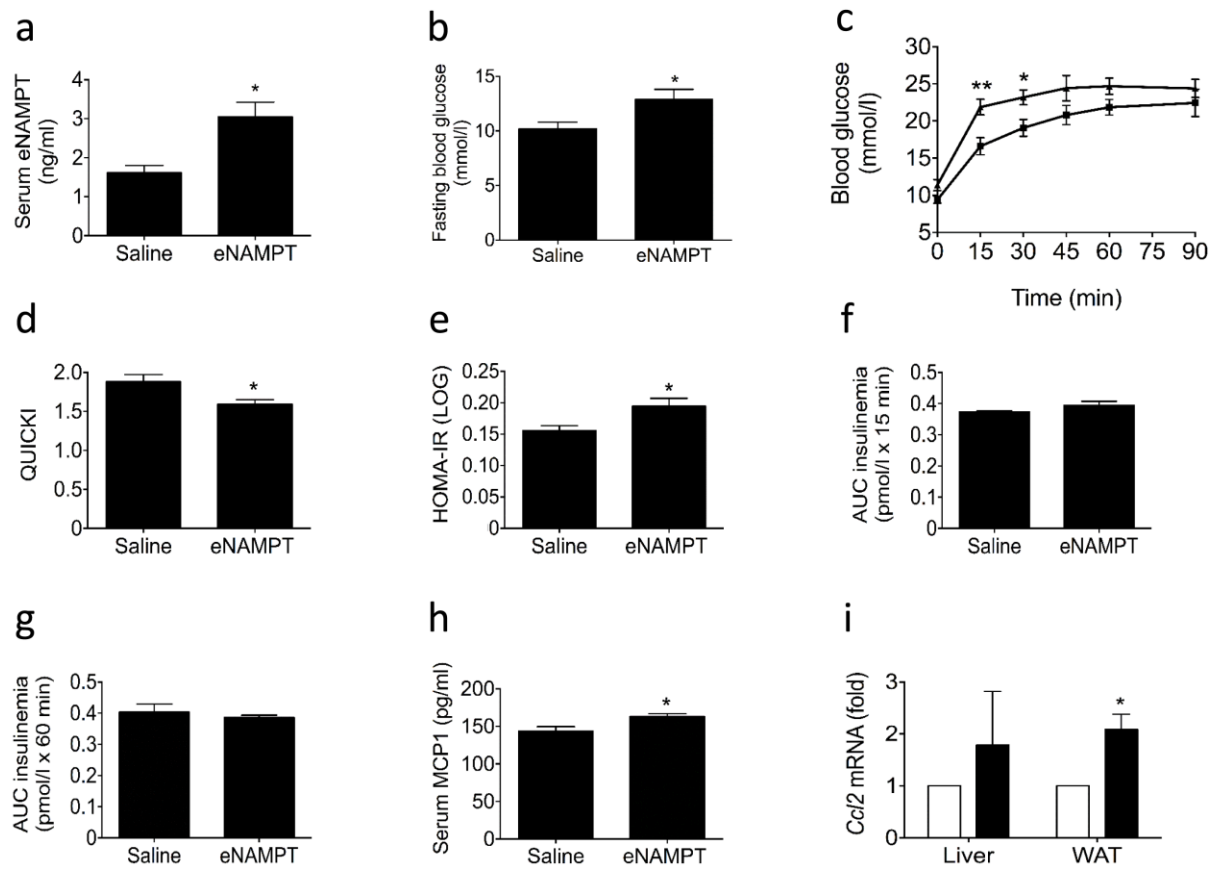 a
Serum eNAMPT
(ng/ml)
4
3
2
1
0
*
Saline eNAMPT
b
Fasting blood glucose
(mmol/l)
15
10
5
0
*
Saline eNAMPT
c
Blood glucose
(mmol/l)
30
25
20
15
10
5
** *
0 15 30 45 60 75 90
Time (min)
d
QUICKI
2.0
1.5
1.0
0.5
0
*
Saline eNAMPT
e
HOMA-IR (LOG)
0.25
0.20
0.15
0.10
0.05
0
*
Saline eNAMPT
f
AUC insulinemia
(pmol/l x 15 min)
0.5
0.4
0.3
0.2
0.1
0
Saline eNAMPT
g
AUC insulinemia
(pmol/l x 60 min)
0.5
0.4
0.3
0.2
0.1
0
Saline eNAMPT
h
Serum MCP1 (pg/ml)
200
150
100
50
0
*
Saline eNAMPT
i
Ccl2 mRNA (fold)
3
2
1
0
*
Liver WAT